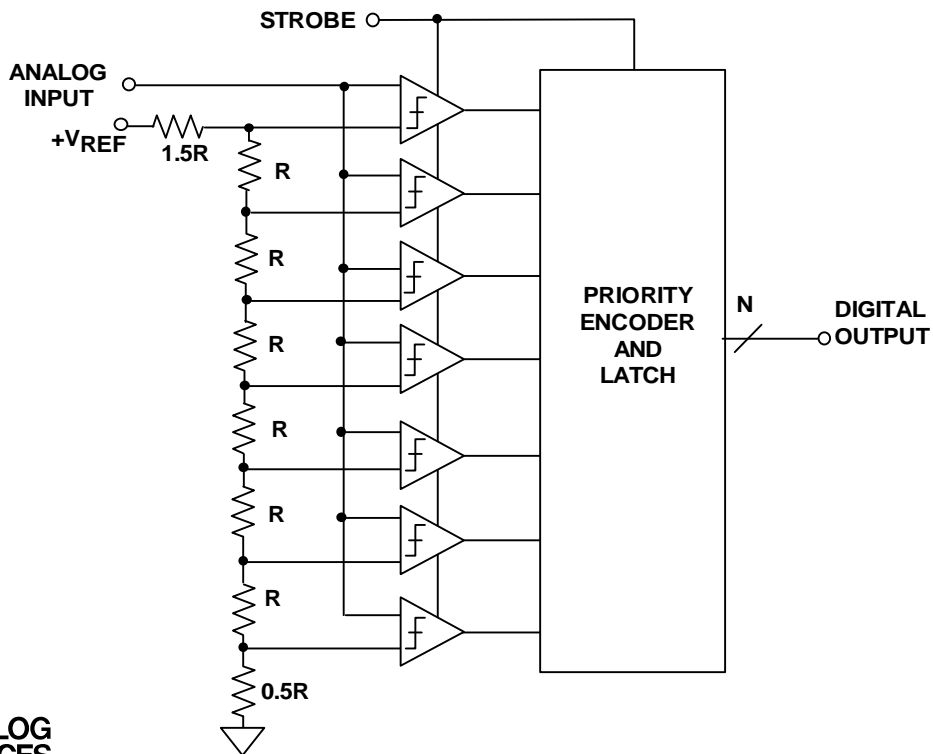 STROBE
ANALOG
INPUT
+VREF
1.5R
R
R
R
R
R
R
0.5R
PRIORITY
ENCODER
AND
LATCH
N
DIGITAL
OUTPUT